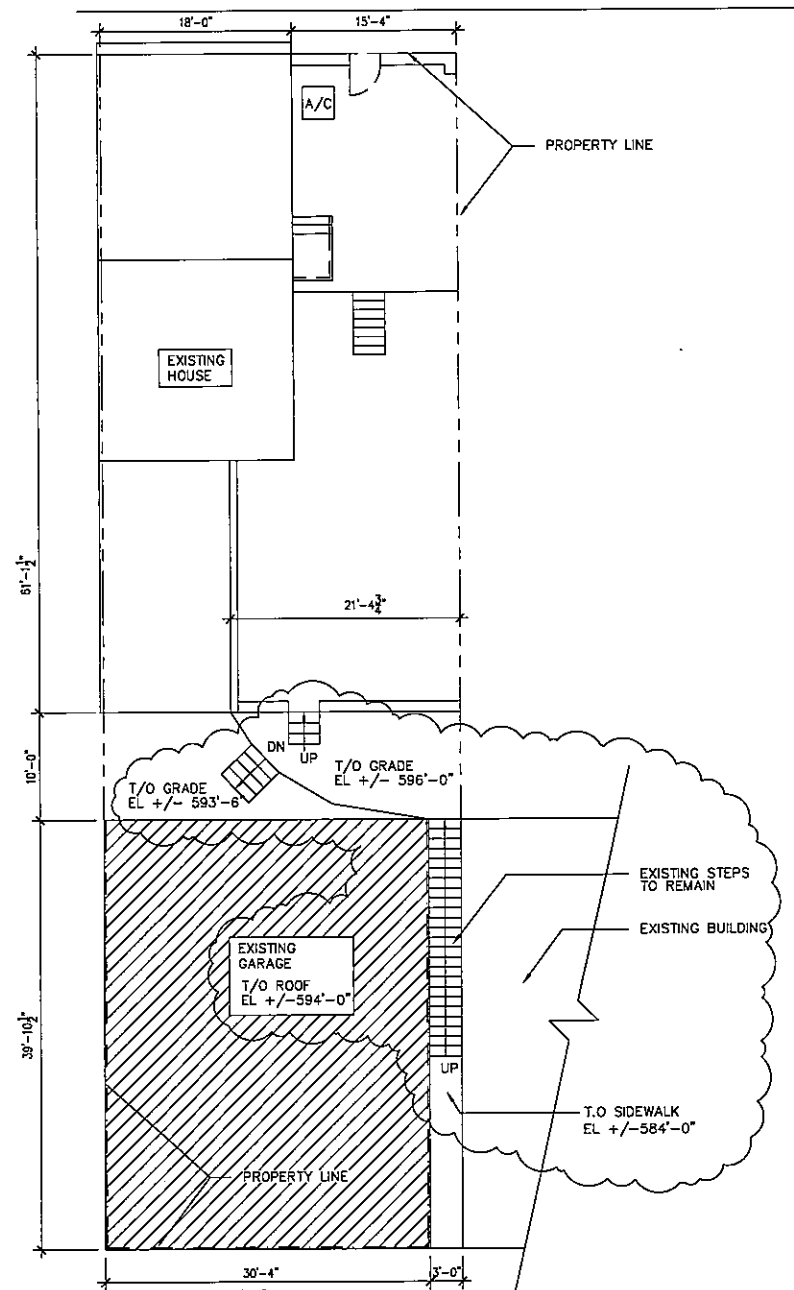 18'-0"
15'-4"
A/C
PROPERTY LINE
EXISTING
HOUSE
61'-1½"
21'-4¾"
10'-0"
DN
UP
T/O GRADE
EL +/- 593'-6"
T/O GRADE
EL +/- 596'-0"
EXISTING STEPS
TO REMAIN
EXISTING BUILDING
EXISTING
GARAGE
T/O ROOF
EL +/-594'-0"
39'-10½"
UP
T.O SIDEWALK
EL +/-584'-0"
PROPERTY LINE
30'-4"
3'-0"